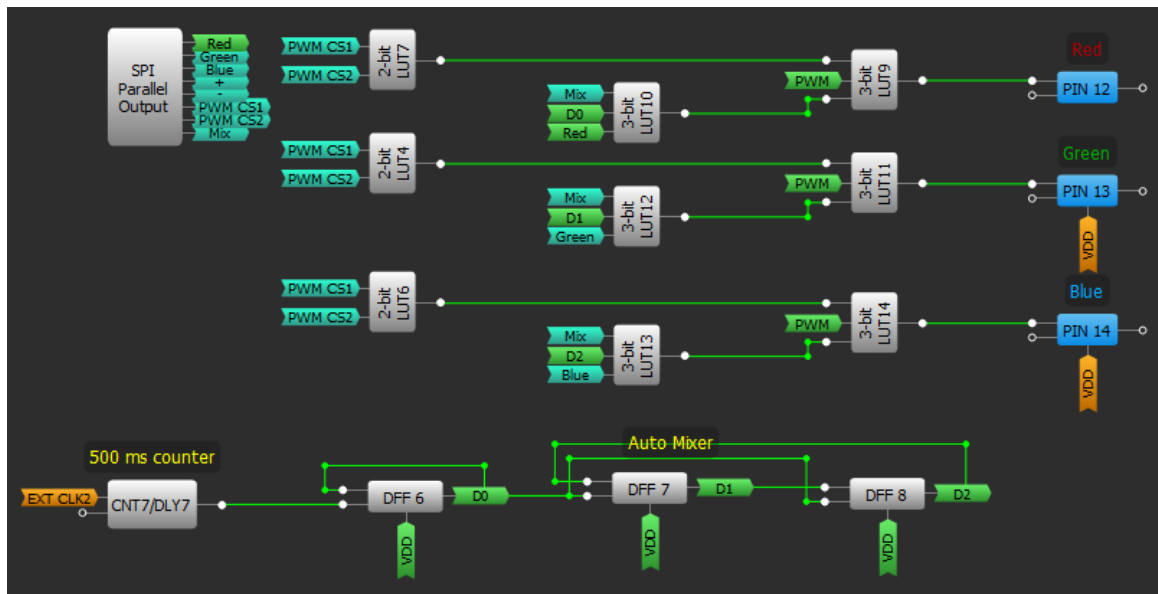 SPI
Parallel
Output
Red
Green
Blue
+
-
PWM CS1
PWM CS2
Mix
PWM CS1
PWM CS2
2-bit
LUT7
Mix
D0
Red
3-bit
LUT10
PWM
3-bit
LUT9
Red
PIN 12
PWM CS1
PWM CS2
2-bit
LUT4
Mix
D1
Green
3-bit
LUT12
PWM
3-bit
LUT11
Green
PIN 13
VDD
PWM CS1
PWM CS2
2-bit
LUT6
Mix
D2
Blue
3-bit
LUT13
PWM
3-bit
LUT14
Blue
PIN 14
VDD
500 ms counter
EXT CLK2
CNT7/DLY7
DFF 6
VDD
D0
Auto Mixer
DFF 7
VDD
D1
DFF 8
VDD
D2